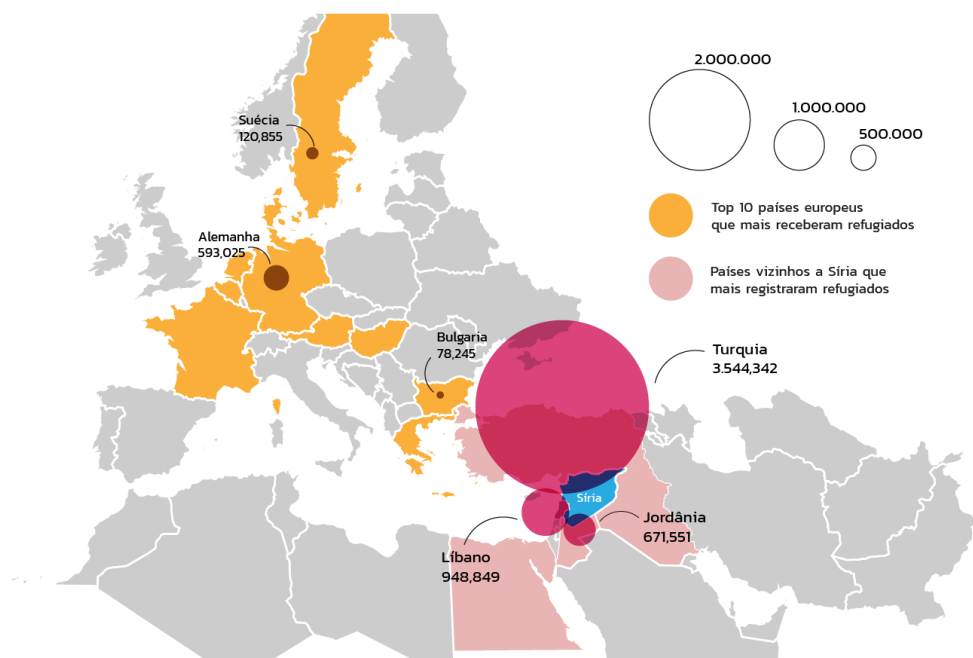 2.000.000
1.000.000
500.000
Suécia
120,855
Top 10 países europeus
que mais receberam refugiados
Alemanha
593,025
Países vizinhos a Síria que
mais registraram refugiados
Bulgaria
78,245
Turquia
3.544,342
Síria
Jordânia
671,551
Líbano
948,849